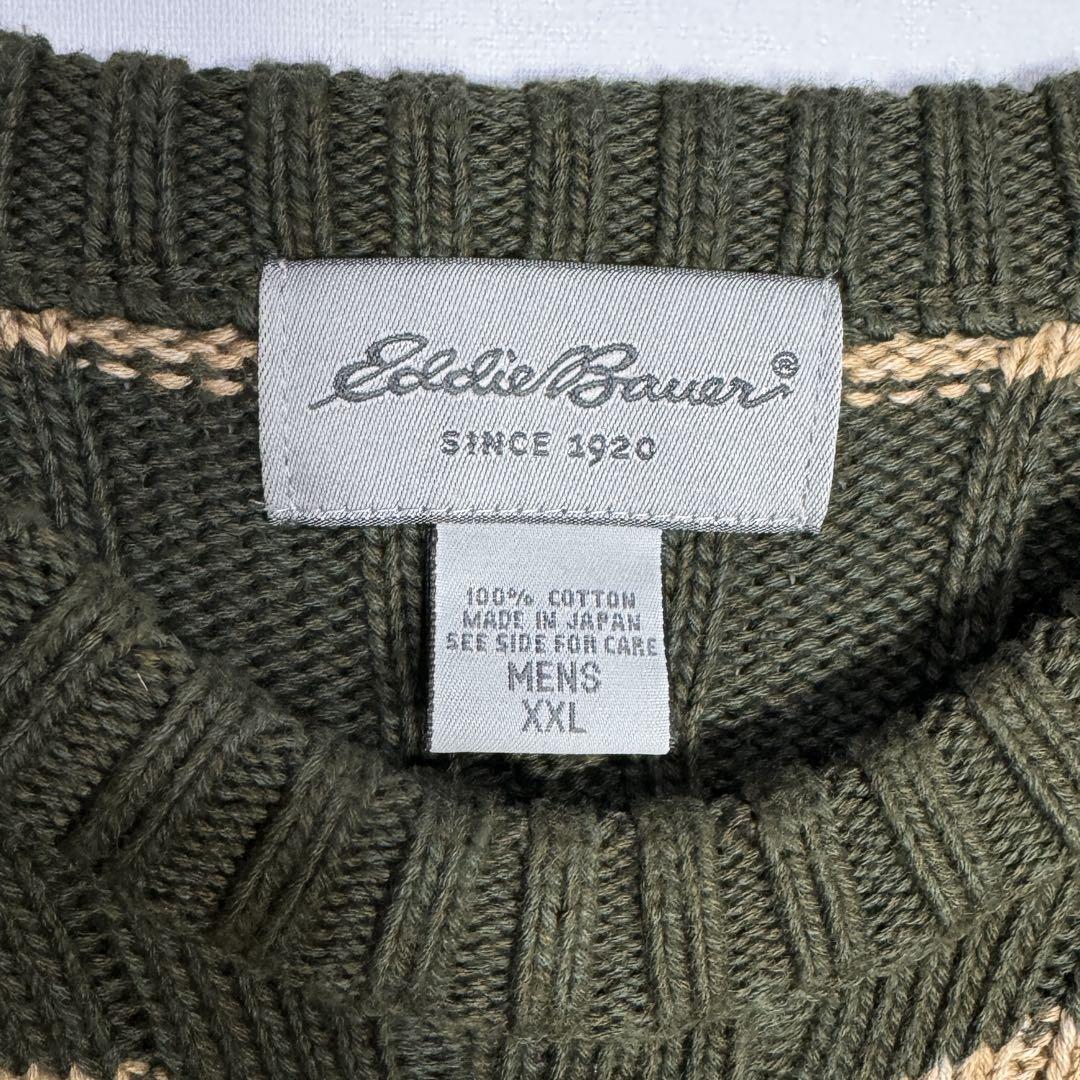 Eddie Bauer®
SINCE 1920
100% COTTON
MADE IN JAPAN
SEE SIDE FOR CARE
MENS
XXL